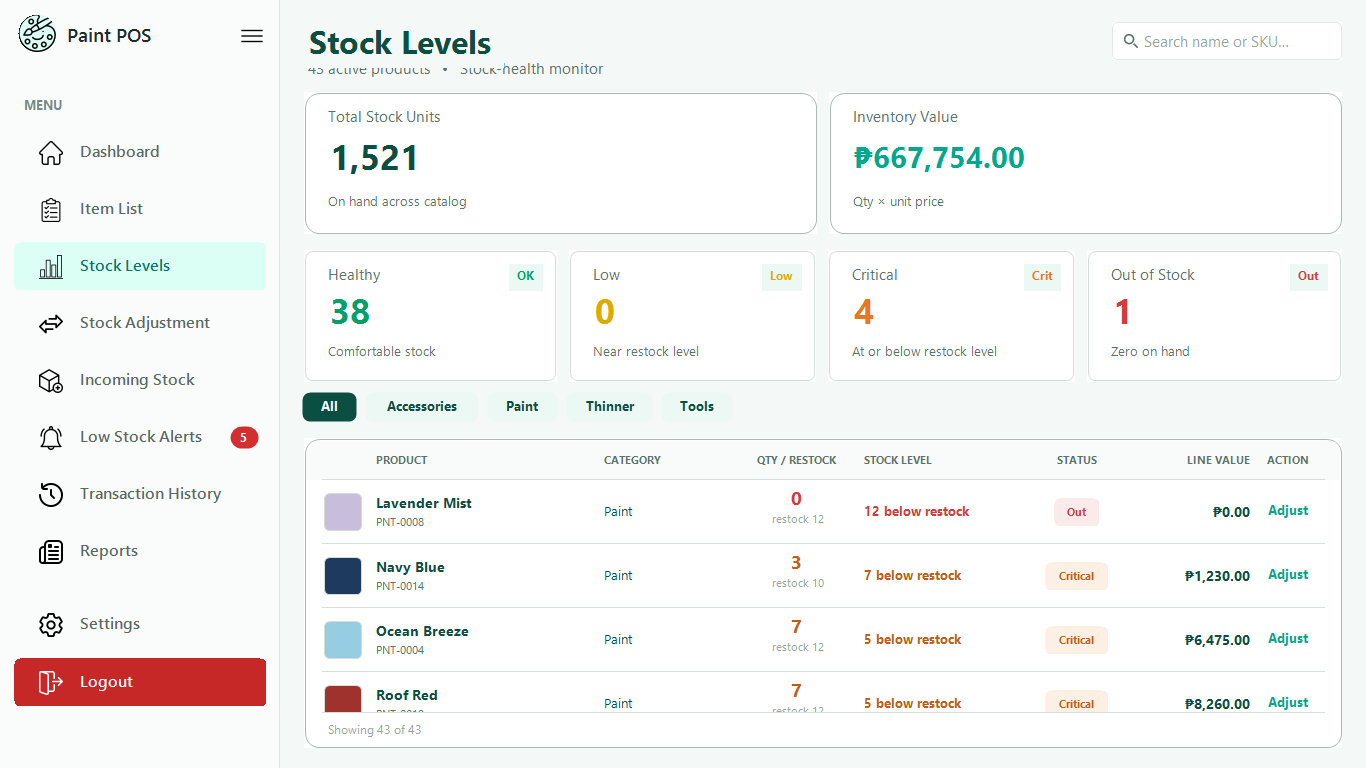 Paint POS
MENU
Dashboard
Item List
Stock Levels
Stock Adjustment
Incoming Stock
Low Stock Alerts 5
Transaction History
Reports
Settings
Logout
Stock Levels
Search name or SKU...
43 active products • Stock-health monitor
Total Stock Units
1,521
On hand across catalog
Inventory Value
₱667,754.00
Qty × unit price
Healthy OK
38
Comfortable stock
Low Low
0
Near restock level
Critical Crit
4
At or below restock level
Out of Stock Out
1
Zero on hand
All Accessories Paint Thinner Tools
PRODUCT CATEGORY QTY / RESTOCK STOCK LEVEL STATUS LINE VALUE ACTION
Lavender Mist
PNT-0008
Paint
0
restock 12
12 below restock
Out
₱0.00
Adjust
Navy Blue
PNT-0014
Paint
3
restock 10
7 below restock
Critical
₱1,230.00
Adjust
Ocean Breeze
PNT-0004
Paint
7
restock 12
5 below restock
Critical
₱6,475.00
Adjust
Roof Red
Paint
7
restock 12
5 below restock
Critical
₱8,260.00
Adjust
Showing 43 of 43